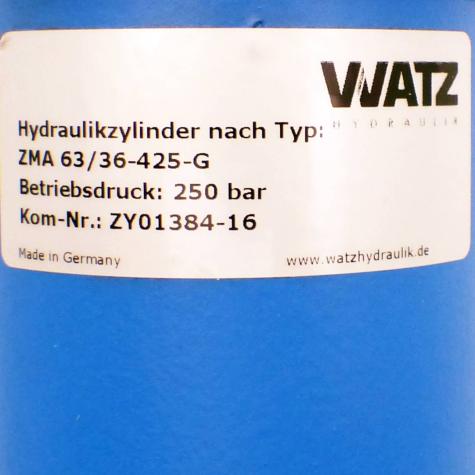 WATZ
HYDRAULIK
Hydraulikzylinder nach Typ:
ZMA 63/36-425-G
Betriebsdruck: 250 bar
Kom-Nr.: ZY01384-16
Made in Germany
www.watzhydraulik.de